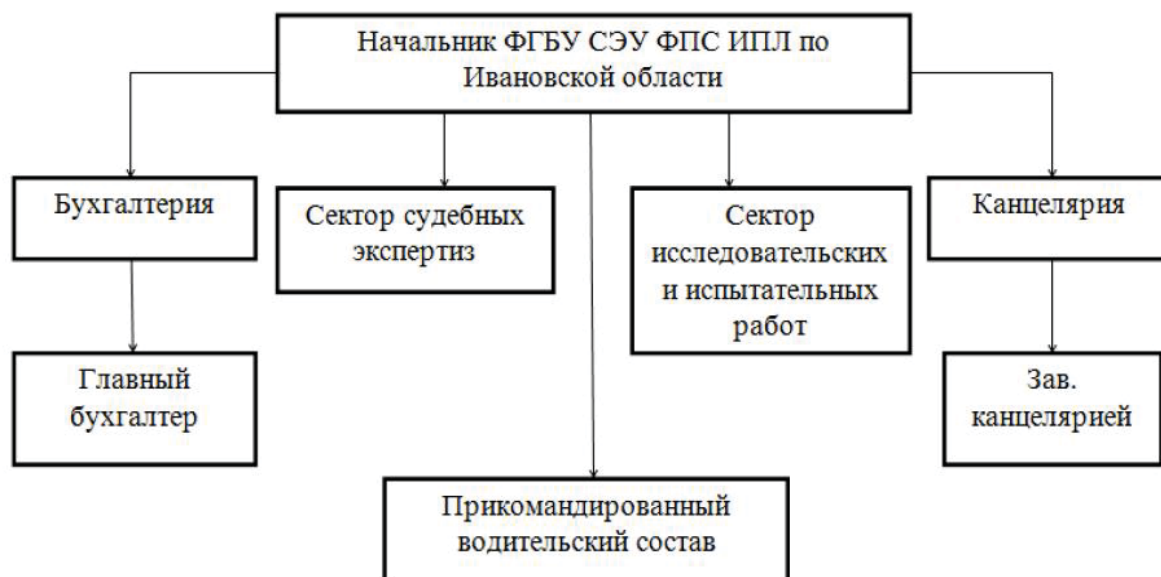 Начальник ФГБУ СЭУ ФПС ИПЛ по
Ивановской области
Бухгалтерия
Сектор судебных
экспертиз
Сектор
исследовательских
и испытательных
работ
Канцелярия
Главный
бухгалтер
Зав.
канцелярией
Прикомандированный
водительский состав